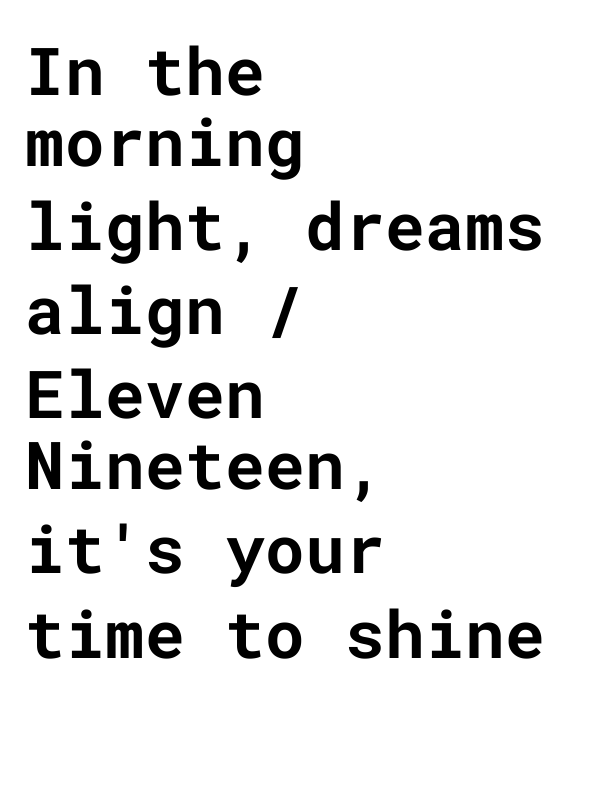 In the
morning
light, dreams
align /
Eleven
Nineteen,
it's your
time to shine